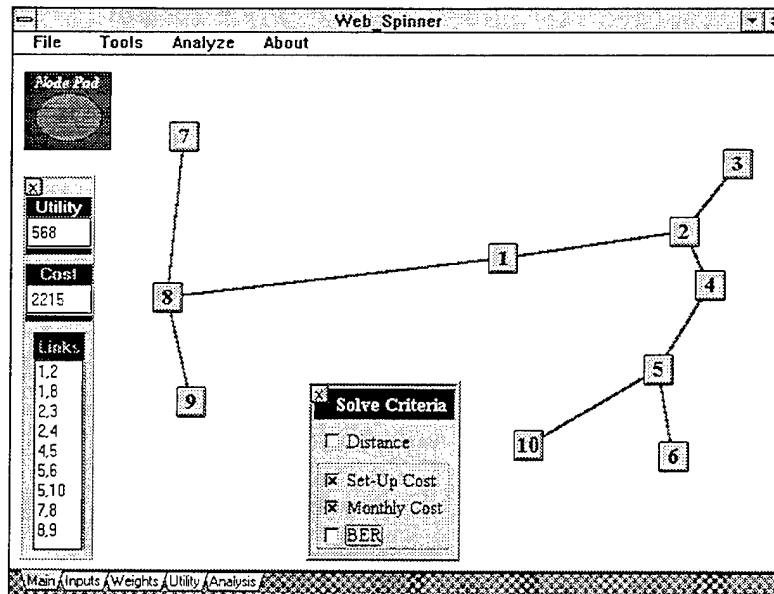 Web_Spinner
File Tools Analyze About
Node Pad
7
3
2
1
4
8
5
9
10
6
Utility
568
Cost
2215
Links
1,2
1,8
2,3
2,4
4,5
5,6
5,10
7,8
8,9
Solve Criteria
Distance
Set-Up Cost
Monthly Cost
BER
Main Inputs Weights Utility Analysis